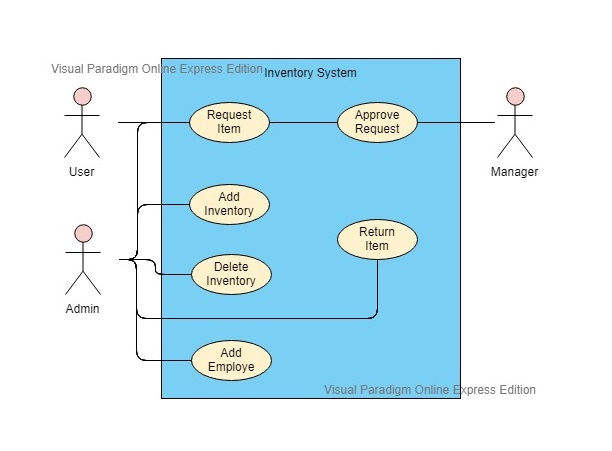 Visual Paradigm Online Express Edition
Inventory System
Request
Item
Approve
Request
User
Manager
Add
Inventory
Return
Item
Delete
Inventory
Admin
Add
Employe
Visual Paradigm Online Express Edition